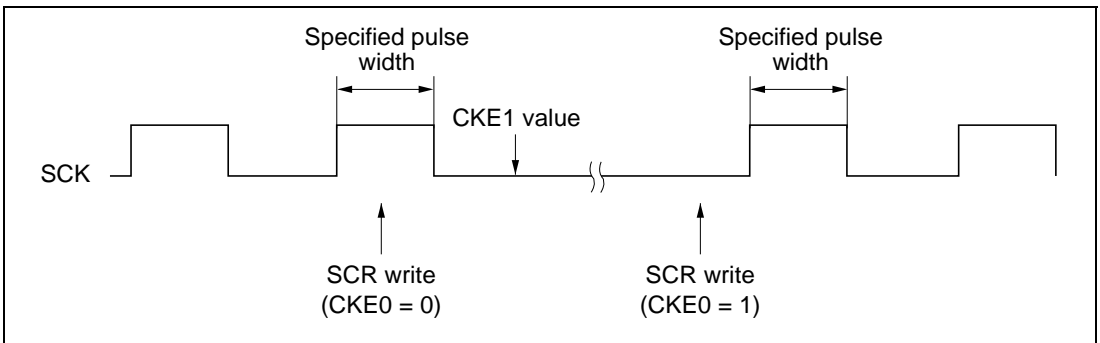 Specified pulse
width
Specified pulse
width
CKE1 value
SCK
SCR write
(CKE0 = 0)
SCR write
(CKE0 = 1)